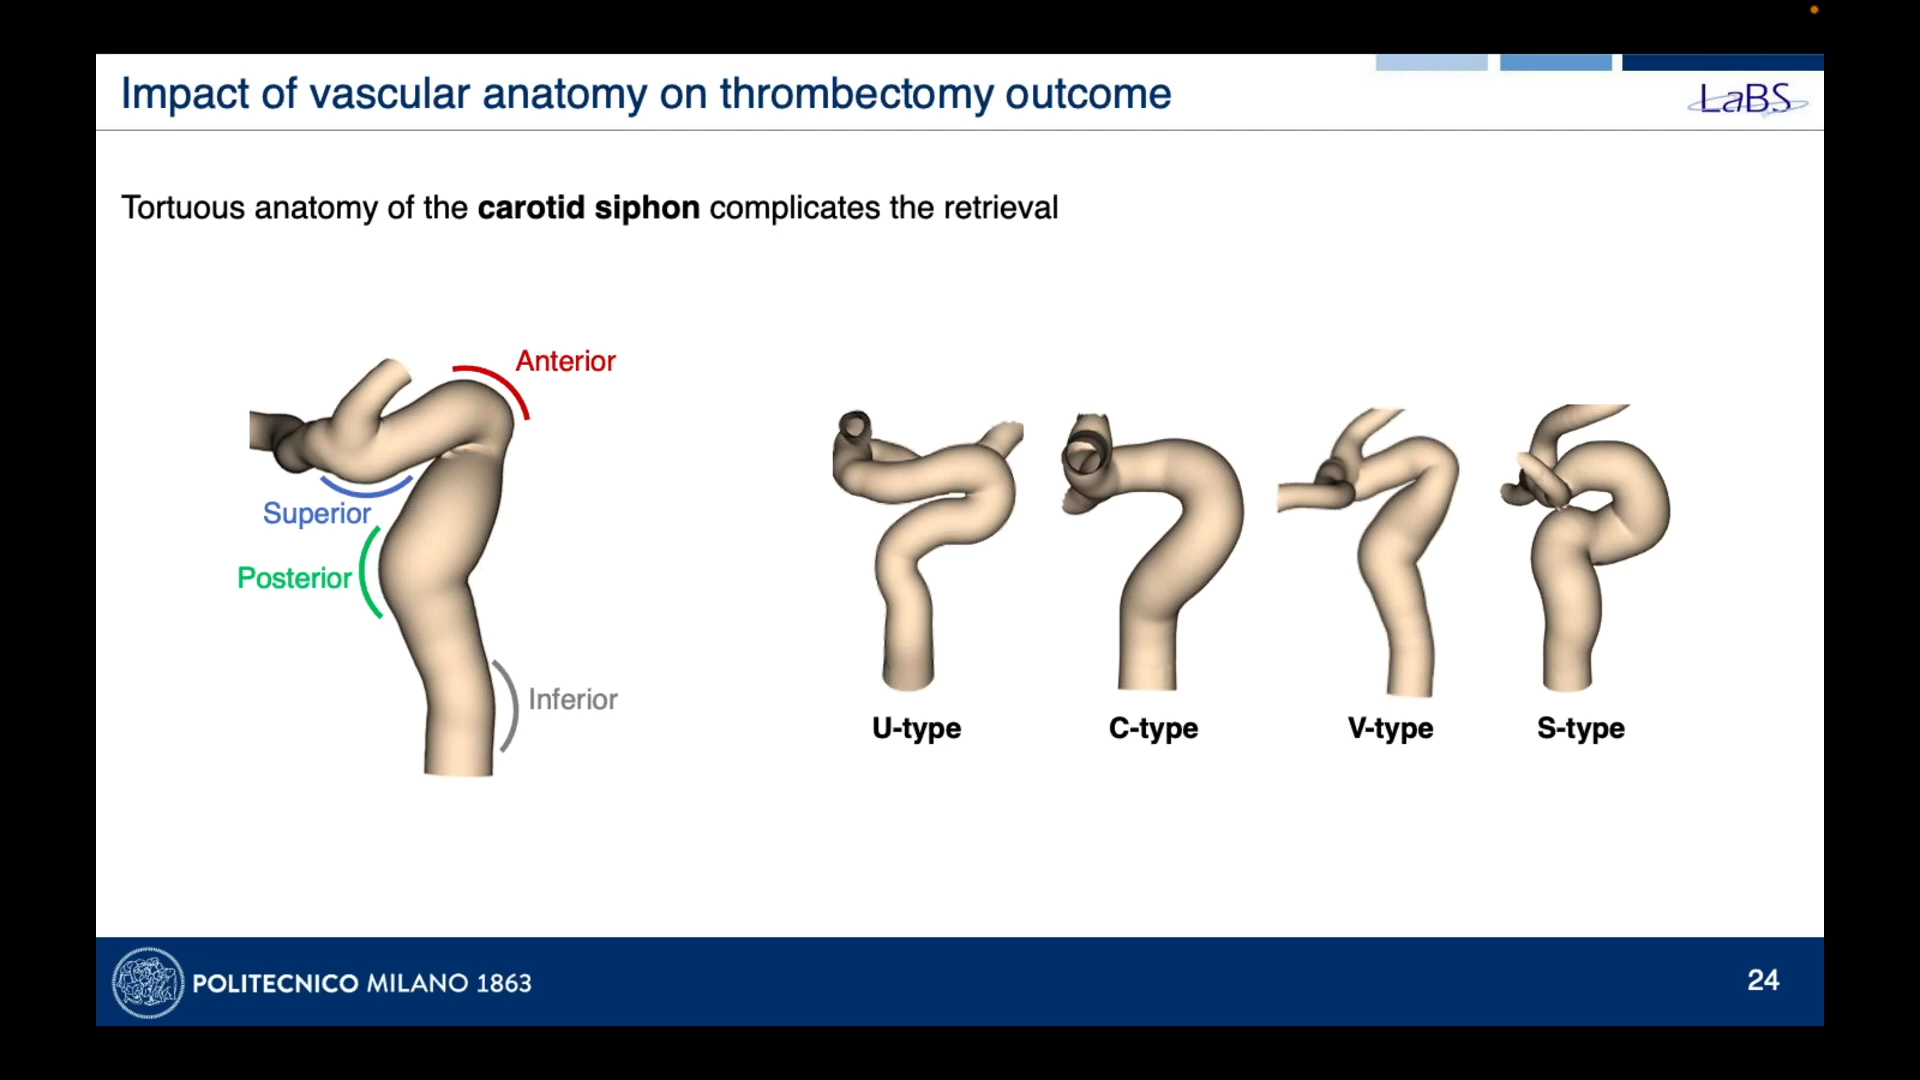 Impact of vascular anatomy on thrombectomy outcome
LaBS
Tortuous anatomy of the carotid siphon complicates the retrieval
Anterior
Superior
Posterior
Inferior
U-type
C-type
V-type
S-type
POLITECNICO MILANO 1863
24